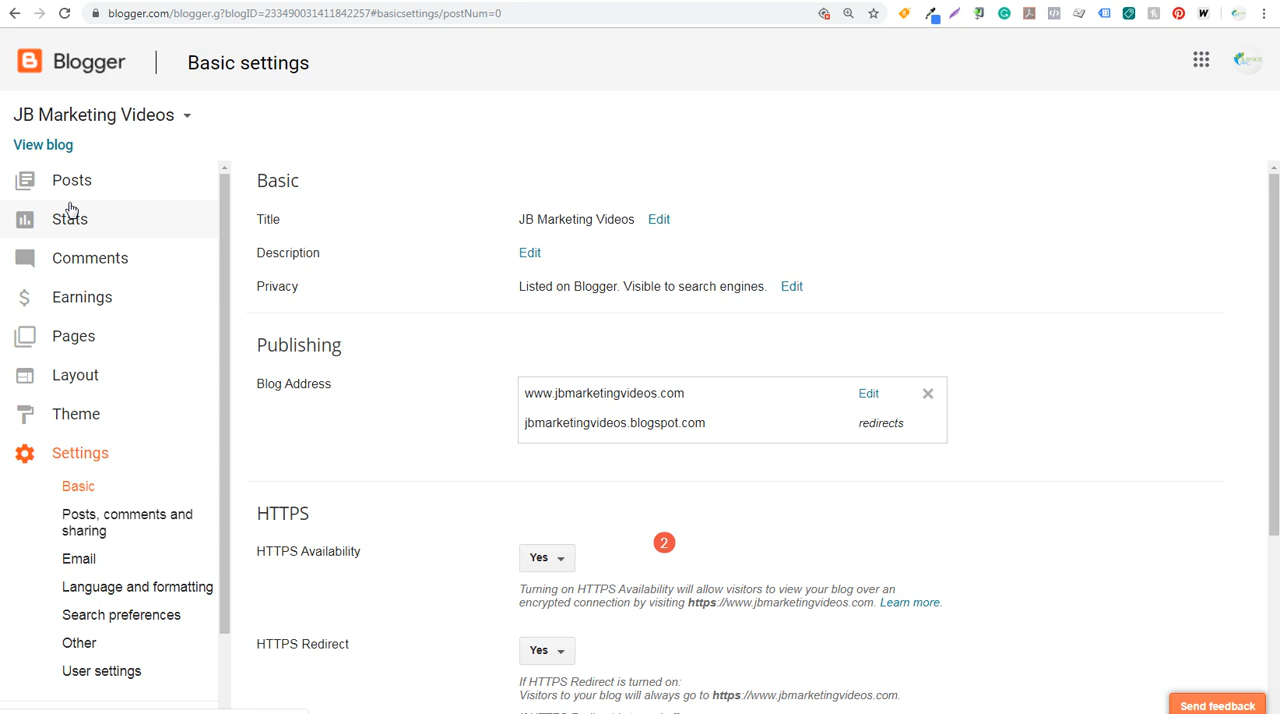 blogger.com/blogger.g?blogID=233490031411842257#basicsettings/postNum=0
Blogger
Basic settings
JB Marketing Videos
View blog
Posts
Stats
Comments
Earnings
Pages
Layout
Theme
Settings
Basic
Posts, comments and
sharing
Email
Language and formatting
Search preferences
Other
User settings
Basic
Title
JB Marketing Videos Edit
Description
Edit
Privacy
Listed on Blogger. Visible to search engines. Edit
Publishing
Blog Address
www.jbmarketingvideos.com Edit
jbmarketingvideos.blogspot.com redirects
HTTPS
2
HTTPS Availability
Yes
Turning on HTTPS Availability will allow visitors to view your blog over an
encrypted connection by visiting https://www.jbmarketingvideos.com. Learn more.
HTTPS Redirect
Yes
If HTTPS Redirect is turned on:
Visitors to your blog will always go to https://www.jbmarketingvideos.com.
Send feedback